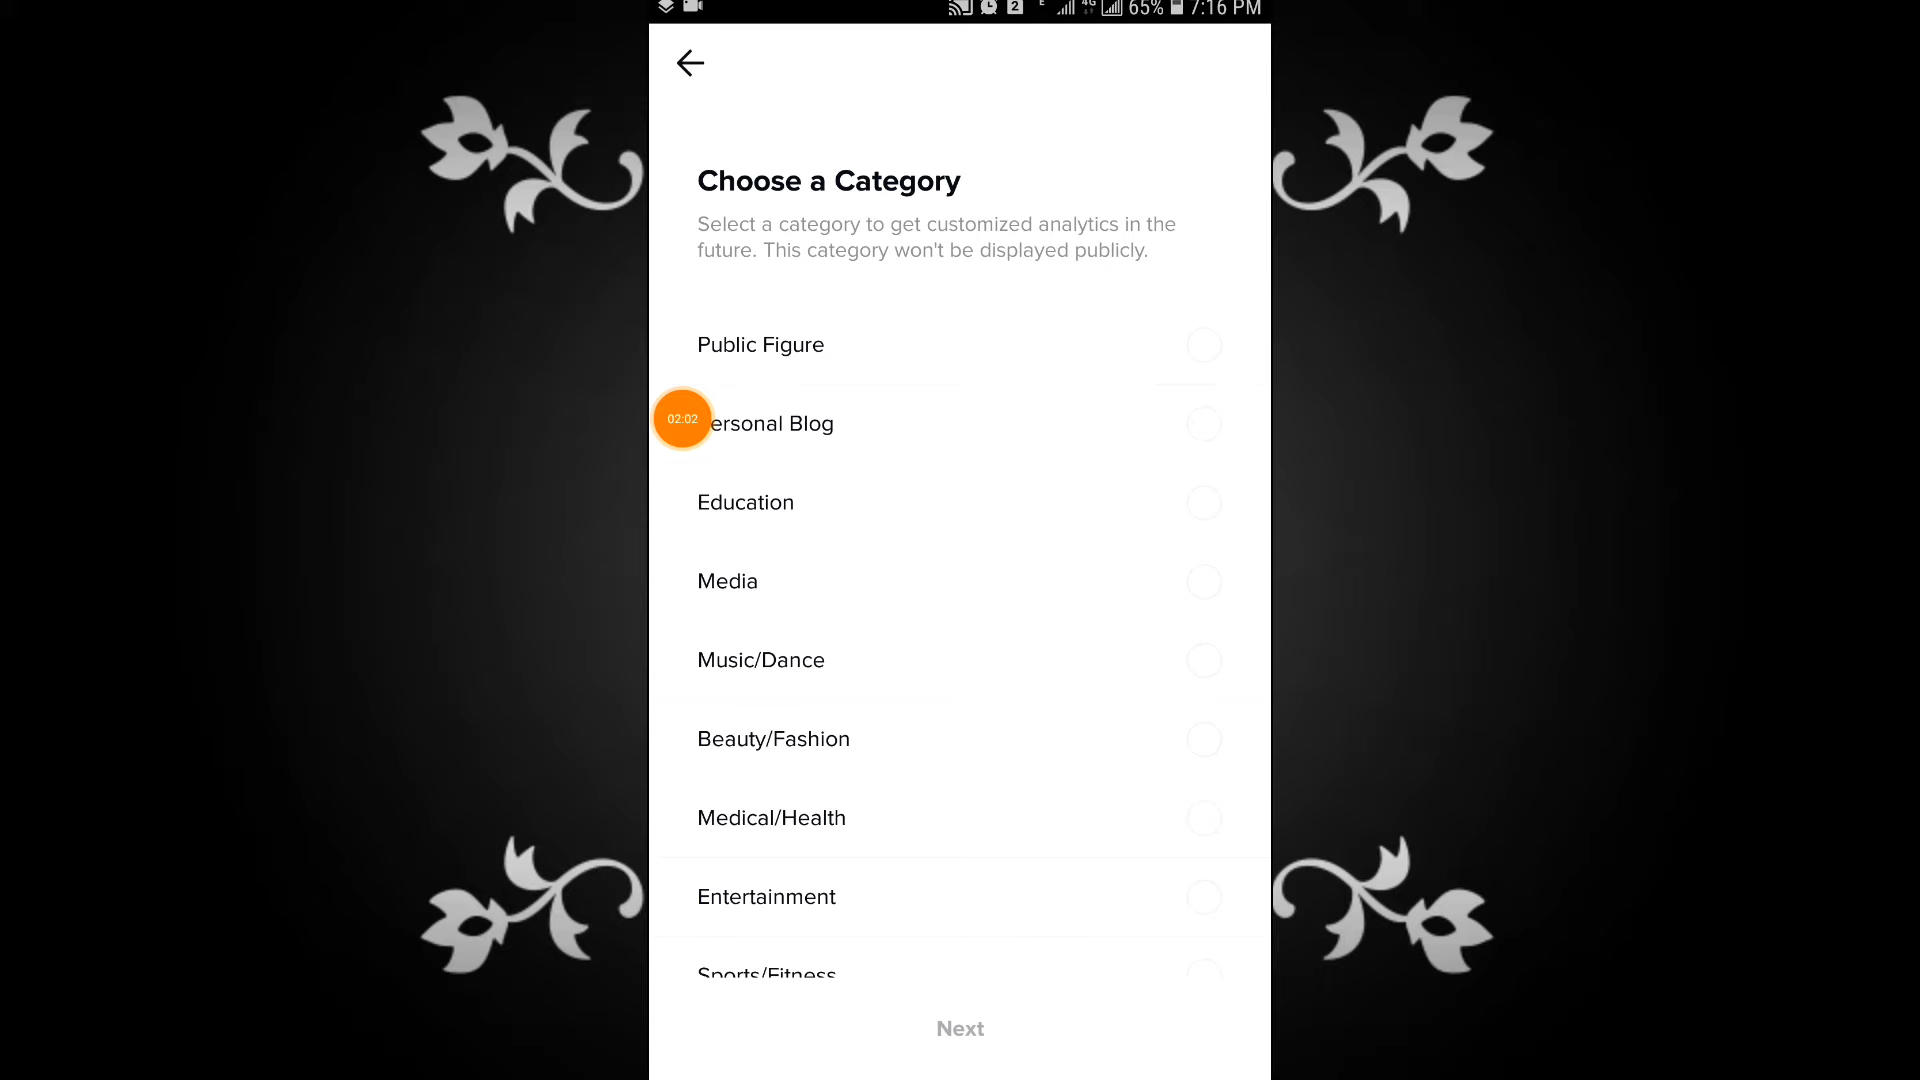 2 E 4G 65% 7:16 PM
Choose a Category
Select a category to get customized analytics in the
future. This category won't be displayed publicly.
Public Figure
02:02 ersonal Blog
Education
Media
Music/Dance
Beauty/Fashion
Medical/Health
Entertainment
Sports/Fitness
Next